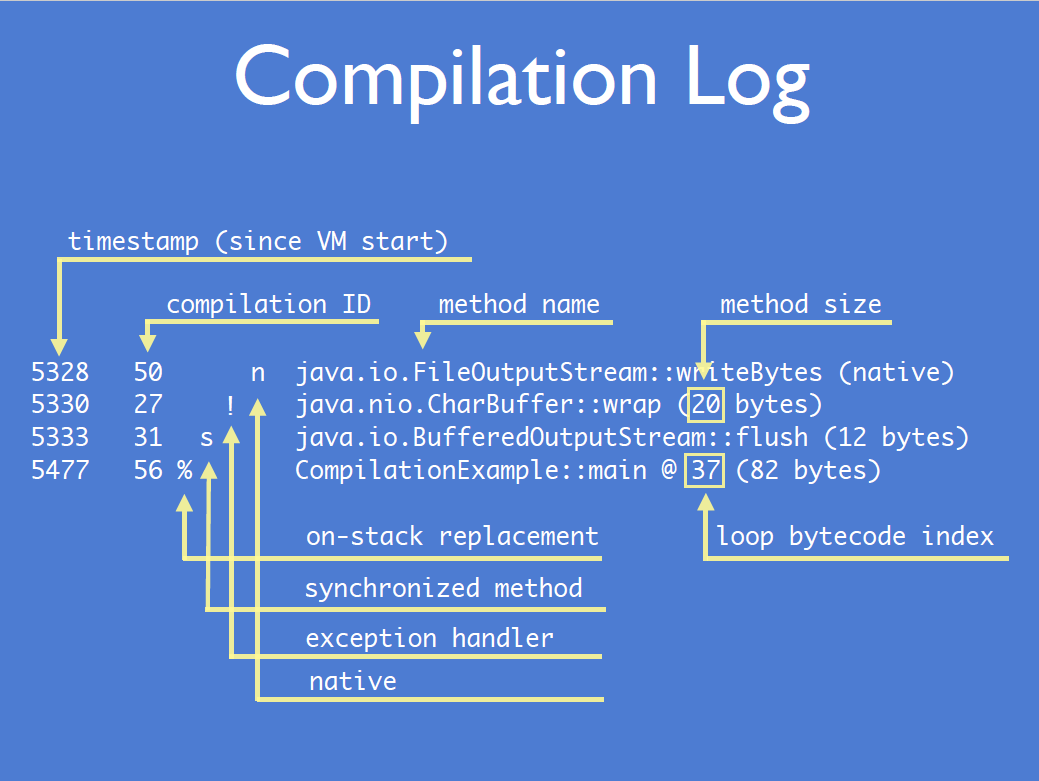 Compilation Log
timestamp (since VM start)
compilation ID
method name
method size
5328 50 n java.io.FileOutputStream::writeBytes (native)
5330 27 ! java.nio.CharBuffer::wrap (20 bytes)
5333 31 s java.io.BufferedOutputStream::flush (12 bytes)
5477 56 % CompilationExample::main @ 37 (82 bytes)
on-stack replacement
loop bytecode index
synchronized method
exception handler
native